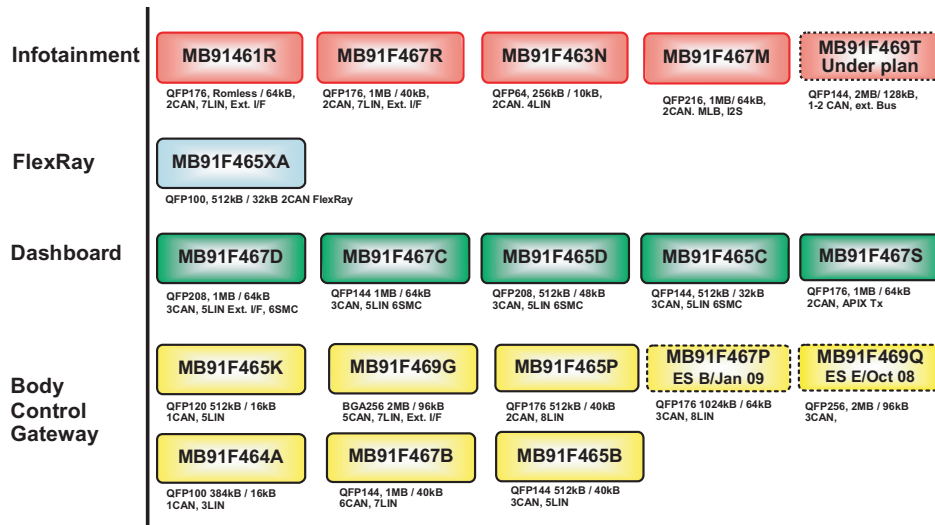 Infotainment
MB91461R
QFP176, Romless / 64kB,
2CAN, 7LIN, Ext. I/F
MB91F467R
QFP176, 1MB / 40kB,
2CAN, 7LIN, Ext. I/F
MB91F463N
QFP64, 256kB / 10kB,
2CAN. 4LIN
MB91F467M
QFP216, 1MB/ 64kB,
2CAN. MLB, I2S
MB91F469T
Under plan
QFP144, 2MB/ 128kB,
1-2 CAN, ext. Bus
FlexRay
MB91F465XA
QFP100, 512kB / 32kB 2CAN FlexRay
Dashboard
MB91F467D
QFP208, 1MB / 64kB
3CAN, 5LIN Ext. I/F, 6SMC
MB91F467C
QFP144 1MB / 64kB
3CAN, 5LIN 6SMC
MB91F465D
QFP208, 512kB / 48kB
3CAN, 5LIN 6SMC
MB91F465C
QFP144, 512kB / 32kB
3CAN, 5LIN 6SMC
MB91F467S
QFP176, 1MB / 64kB
2CAN, APIX Tx
Body
Control
Gateway
MB91F465K
QFP120 512kB / 16kB
1CAN, 5LIN
MB91F469G
BGA256 2MB / 96kB
5CAN, 7LIN, Ext. I/F
MB91F465P
QFP176 512kB / 40kB
2CAN, 8LIN
MB91F467P
ES B/Jan 09
QFP176 1024kB / 64kB
3CAN, 8LIN
MB91F469Q
ES E/Oct 08
QFP256, 2MB / 96kB
3CAN,
MB91F464A
QFP100 384kB / 16kB
1CAN, 3LIN
MB91F467B
QFP144, 1MB / 40kB
6CAN, 7LIN
MB91F465B
QFP144 512kB / 40kB
3CAN, 5LIN